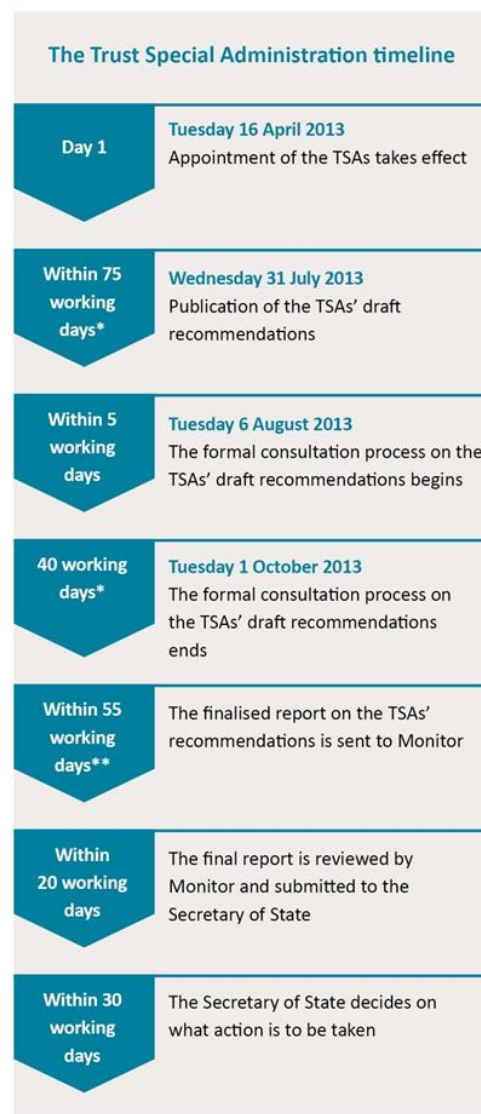 The Trust Special Administration timeline
Day 1
Tuesday 16 April 2013
Appointment of the TSAs takes effect
Within 75
working
days*
Wednesday 31 July 2013
Publication of the TSAs’ draft
recommendations
Within 5
working
days
Tuesday 6 August 2013
The formal consultation process on the
TSAs’ draft recommendations begins
40 working
days*
Tuesday 1 October 2013
The formal consultation process on
the TSAs’ draft recommendations
ends
Within 55
working
days**
The finalised report on the TSAs’
recommendations is sent to Monitor
Within
20 working
days
The final report is reviewed by
Monitor and submitted to the
Secretary of State
Within 30
working
days
The Secretary of State decides on
what action is to be taken